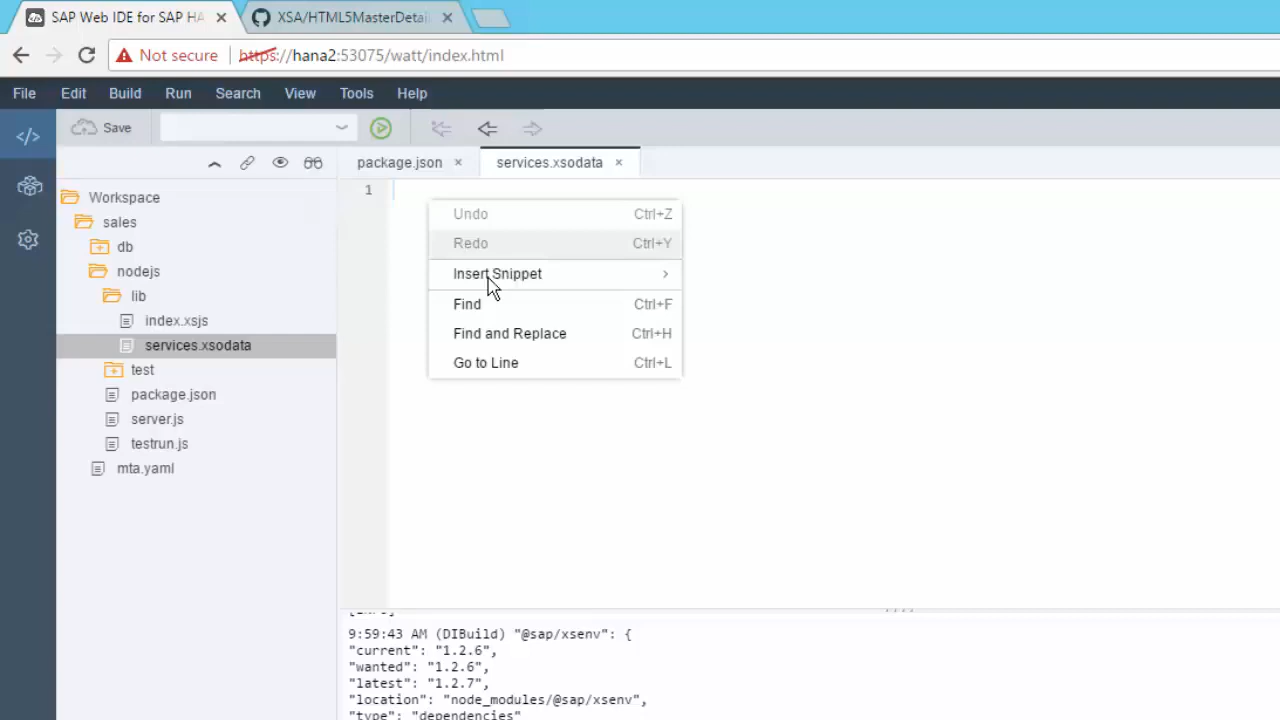 SAP Web IDE for SAP HA
XSA/HTML5MasterDetail
Not secure
https://hana2:53075/watt/index.html
File Edit Build Run Search View Tools Help
Save
package.json
services.xsodata
1
Workspace
sales
db
nodejs
lib
index.xsjs
services.xsodata
test
package.json
server.js
testrun.js
mta.yaml
Undo Ctrl+Z
Redo Ctrl+Y
Insert Snippet
Find Ctrl+F
Find and Replace Ctrl+H
Go to Line Ctrl+L
9:59:43 AM (DIBuild) "@sap/xsenv": {
"current": "1.2.6",
"wanted": "1.2.6",
"latest": "1.2.7",
"location": "node_modules/@sap/xsenv",
"type": "dependencies"